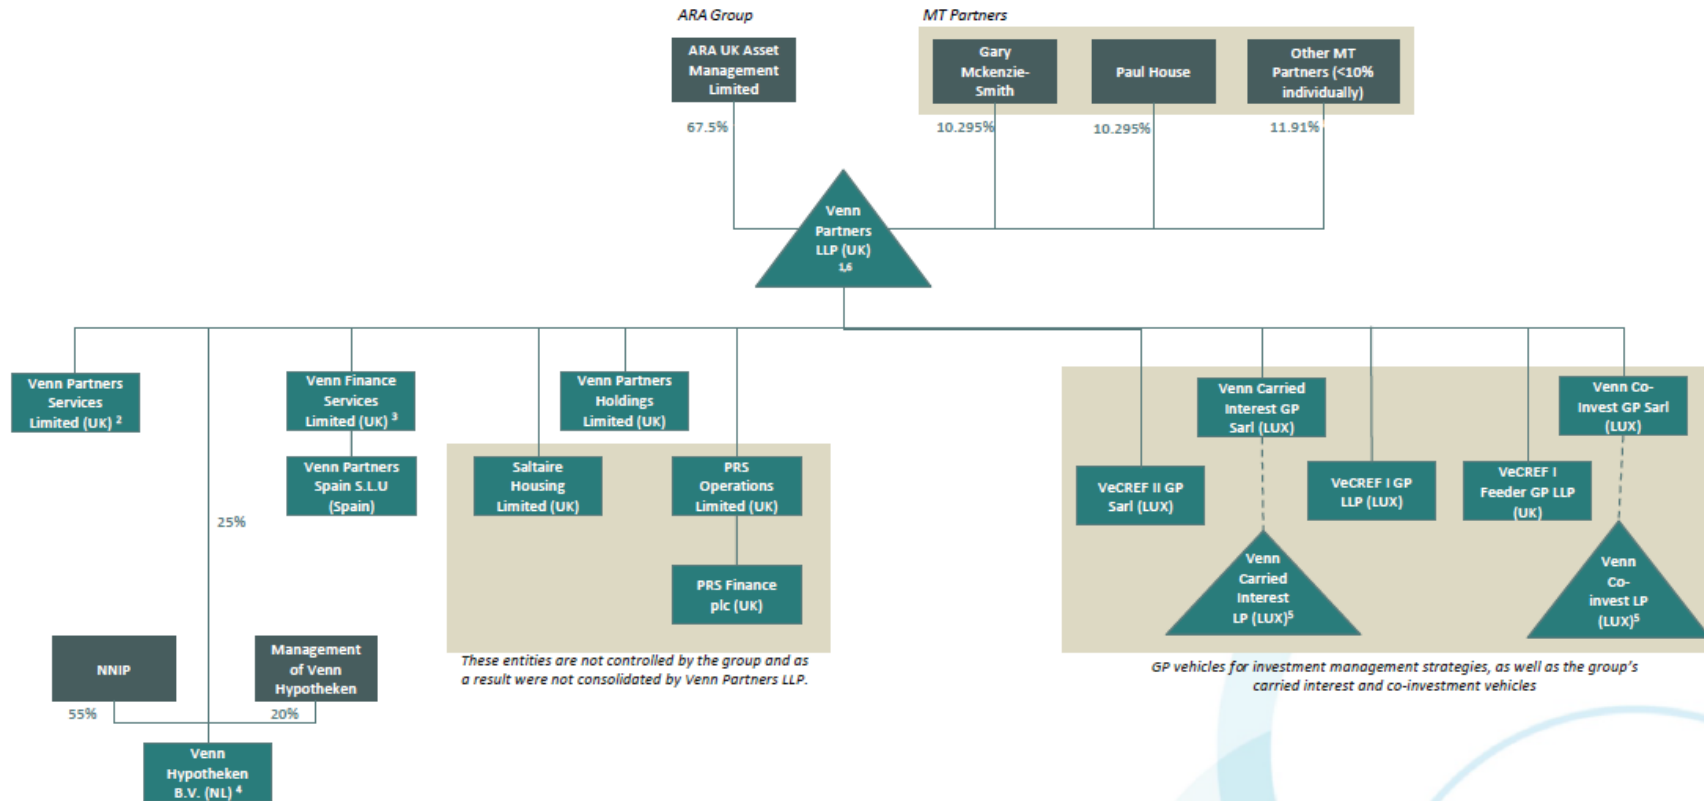 ARA Group
MT Partners
ARA UK Asset
Management
Limited
Gary
Mckenzie-
Smith
Paul House
Other MT
Partners (<10%
individually)
67.5%
10.295%
10.295%
11.91%
Venn
Partners
LLP (UK)
1,6
Venn Partners
Services
Limited (UK) 2
Venn Finance
Services
Limited (UK) 3
Venn Partners
Holdings
Limited (UK)
Venn Carried
Interest GP
Sarl (LUX)
Venn Co-
Invest GP Sarl
(LUX)
Venn Partners
Spain S.L.U
(Spain)
Saltaire
Housing
Limited (UK)
PRS
Operations
Limited (UK)
VeCREF II GP
Sarl (LUX)
VeCREF I GP
LLP (LUX)
VeCREF I
Feeder GP LLP
(UK)
25%
PRS Finance
plc (UK)
Venn
Carried
Interest
LP (LUX)5
Venn
Co-
invest LP
(LUX)5
NNIP
Management
of Venn
Hypotheken
These entities are not controlled by the group and as
a result were not consolidated by Venn Partners LLP.
GP vehicles for investment management strategies, as well as the group's
carried interest and co-investment vehicles
55%
20%
Venn
Hypotheken
B.V. (NL) 4